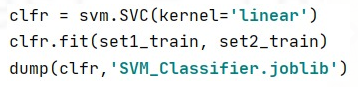 clfr = svm.SVC(kernel='linear')
clfr.fit(set1_train, set2_train)
dump(clfr,'SVM_Classifier.joblib')